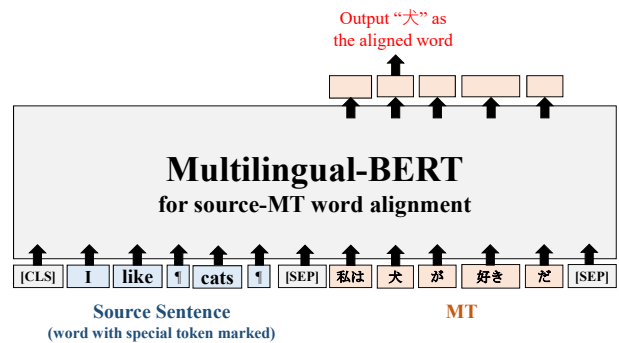 Output “犬” as
the aligned word
Multilingual-BERT
for source-MT word alignment
[CLS] I like ¶ cats ¶ [SEP] 私は 犬 が 好き だ [SEP]
Source Sentence
(word with special token marked)
MT